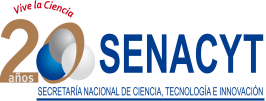 Vive la Ciencia
20
años
SENACYT
SECRETARÍA NACIONAL DE CIENCIA, TECNOLOGÍA E INNOVACIÓN